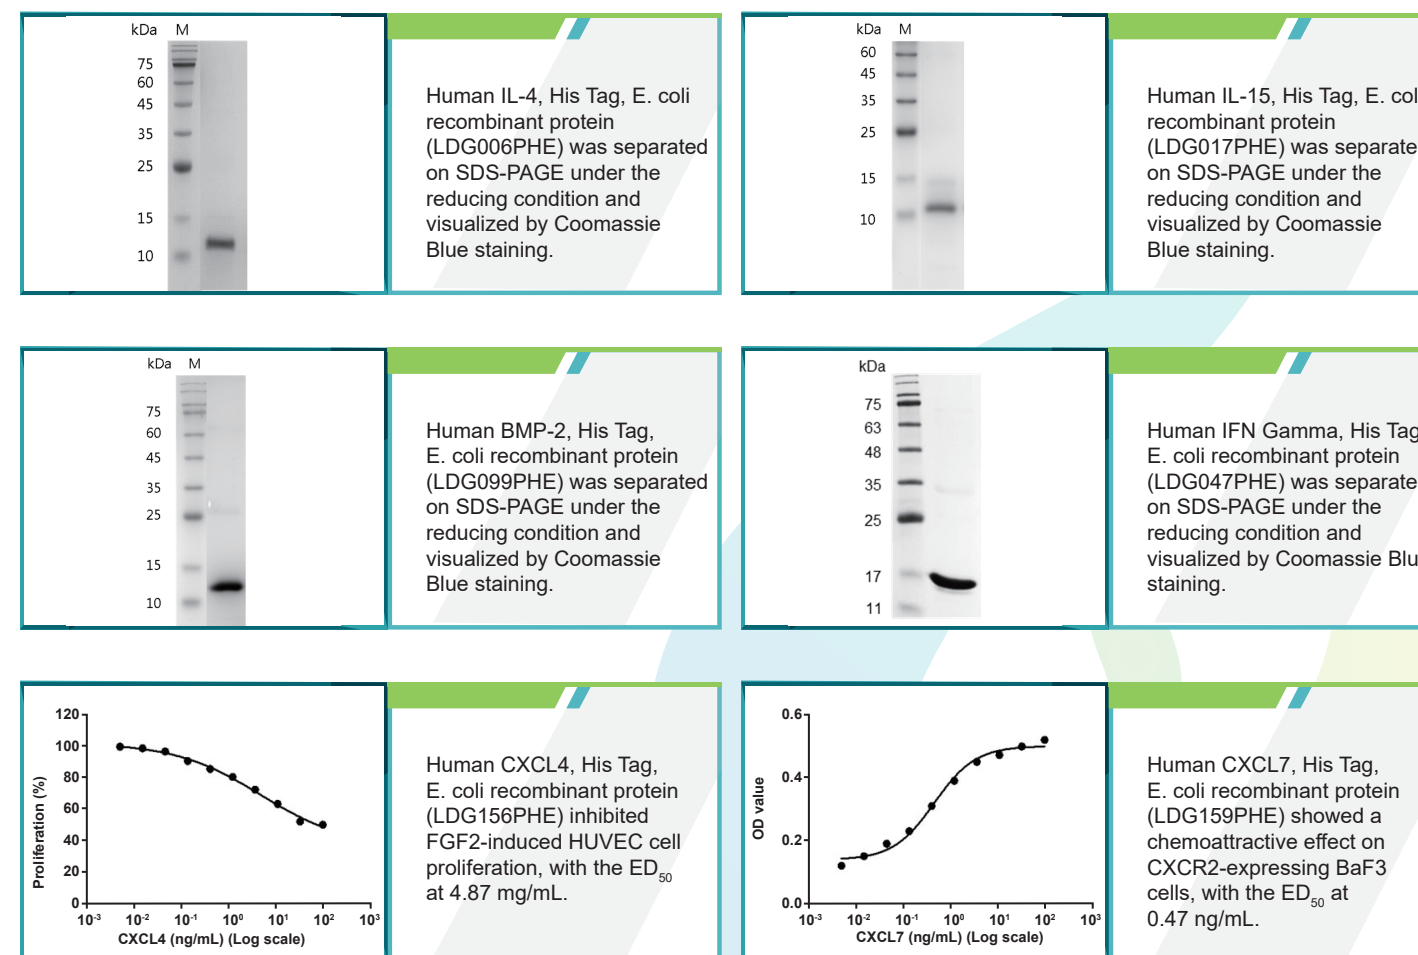 kDa M
75
60
45
35
25
15
10
Human IL-4, His Tag, E. coli
recombinant protein
(LDG006PHE) was separated
on SDS-PAGE under the
reducing condition and
visualized by Coomassie
Blue staining.
kDa M
60
45
35
25
15
10
Human IL-15, His Tag, E. col
recombinant protein
(LDG017PHE) was separate
on SDS-PAGE under the
reducing condition and
visualized by Coomassie
Blue staining.
kDa M
75
60
45
35
25
15
10
Human BMP-2, His Tag,
E. coli recombinant protein
(LDG099PHE) was separated
on SDS-PAGE under the
reducing condition and
visualized by Coomassie
Blue staining.
kDa
75
63
48
35
25
17
11
Human IFN Gamma, His Tag
E. coli recombinant protein
(LDG047PHE) was separate
on SDS-PAGE under the
reducing condition and
visualized by Coomassie Blu
staining.
Proliferation (%)
120
100
80
60
40
20
0
10-3 10-2 10-1 100 101 102 103
CXCL4 (ng/mL) (Log scale)
Human CXCL4, His Tag,
E. coli recombinant protein
(LDG156PHE) inhibited
FGF2-induced HUVEC cell
proliferation, with the ED50
at 4.87 mg/mL.
OD value
0.6
0.4
0.2
0.0
10-3 10-2 10-1 100 101 102 103
CXCL7 (ng/mL) (Log scale)
Human CXCL7, His Tag,
E. coli recombinant protein
(LDG159PHE) showed a
chemoattractive effect on
CXCR2-expressing BaF3
cells, with the ED50 at
0.47 ng/mL.